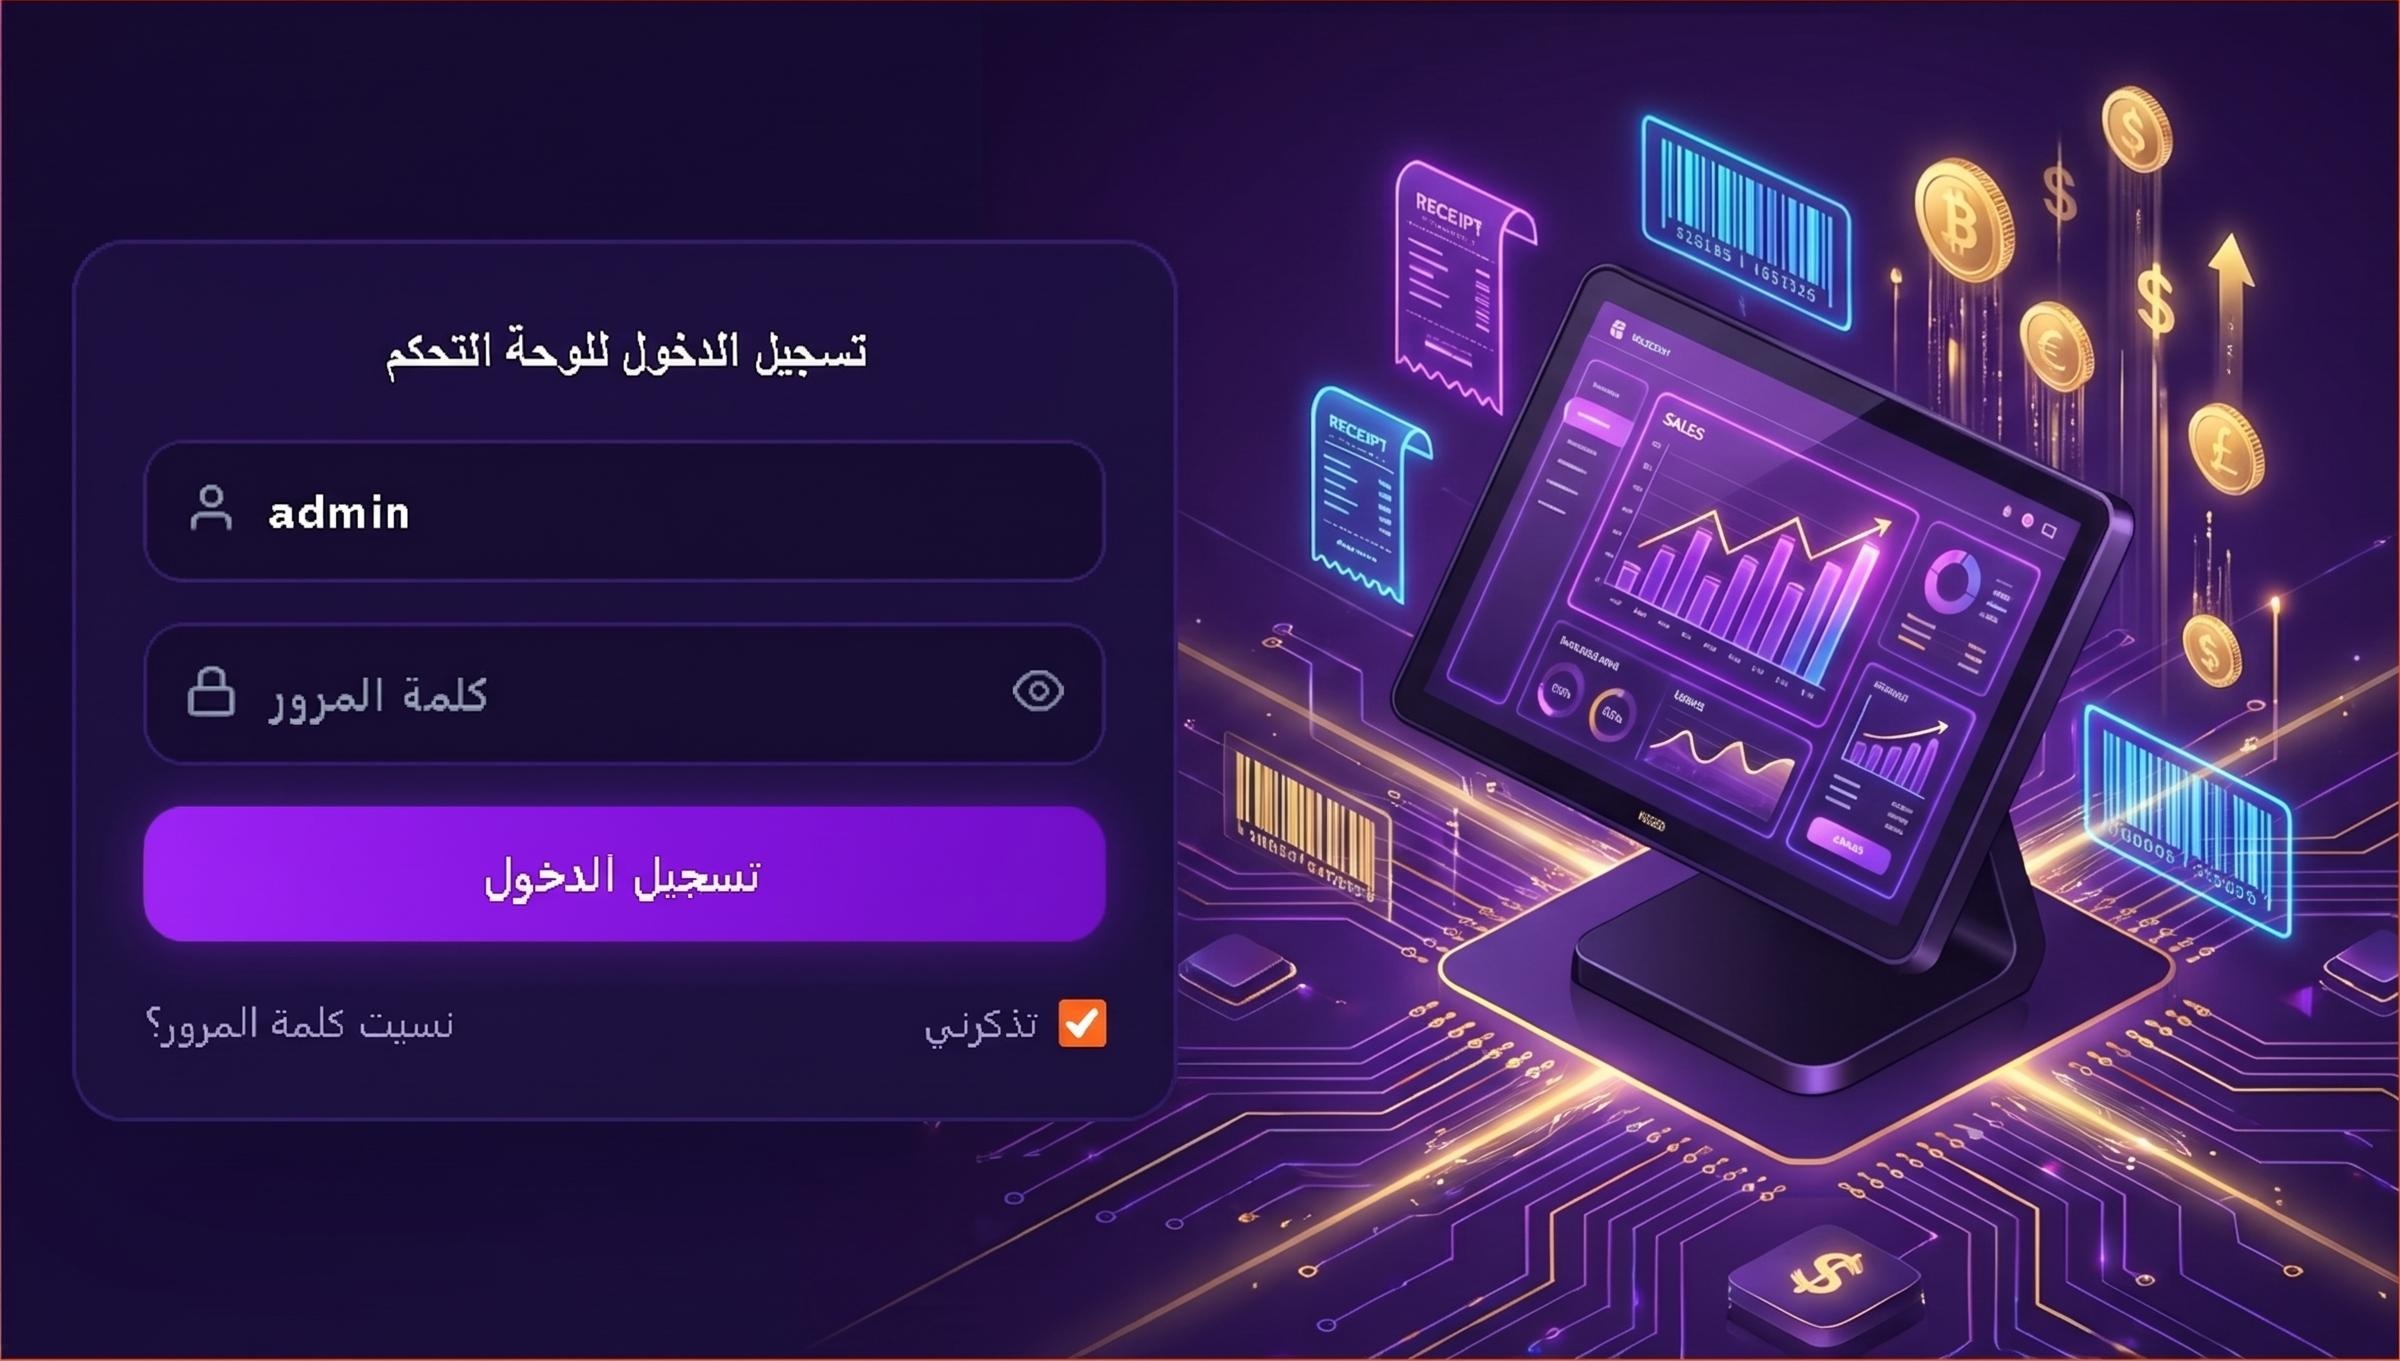 تسجيل الدخول للوحة التحكم
admin
كلمة المرور
تسجيل الدخول
تذكرني
نسيت كلمة المرور؟
RECEIPT
RECEIPT
SALES